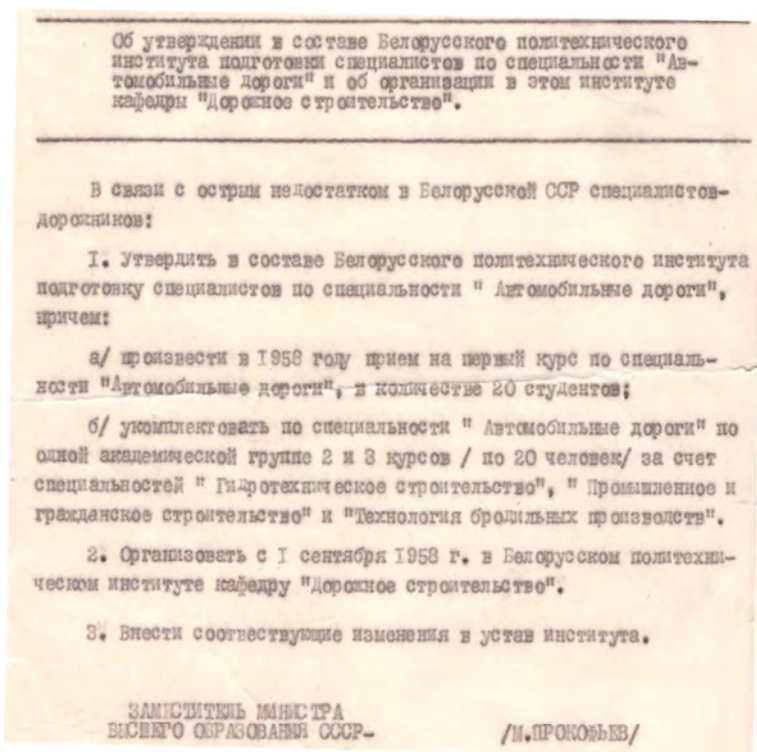 Об утверждении в составе Белорусского политехнического
института подготовки специалистов по специальности "Ав-
томобильные дороги" и об организации в этом институте
кафедры "Дорожное строительство".
В связи с острым недостатком в Белорусской ССР специалистов-
дорожников:
I. Утвердить в составе Белорусского политехнического института
подготовку специалистов по специальности " Автомобильные дороги",
причем:
а/ произвести в I958 году прием на первый курс по специаль-
ности "Автомобильные дороги", в количестве 20 студентов;
б/ укомплектовать по специальности " Автомобильные дороги" по
одной академической группе 2 и 3 курсов / по 20 человек/ за счет
специальностей " Гидротехническое строительство", " Промышленное и
гражданское строительство" и "Технология бродильных производств".
2. Организовать с I сентября I958 г. в Белорусском политехни-
ческом институте кафедру "Дорожное строительство".
3. Внести соотвествующие изменения в устав института.
ЗАМЕСТИТЕЛЬ МИНИСТРА
ВЫСШЕГО ОБРАЗОВАНИЯ СССР-
/М.ПРОКОФЬЕВ/